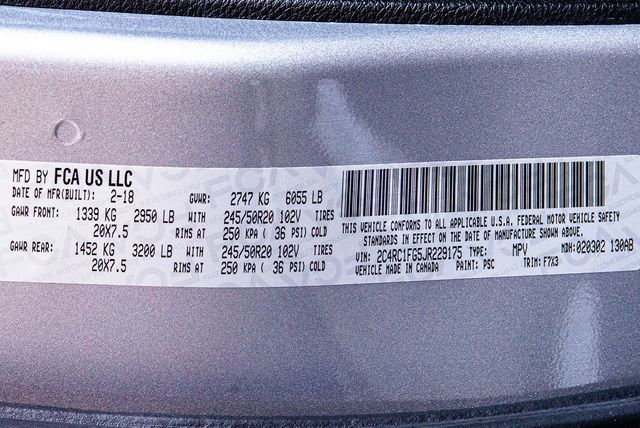 MFD BY FCA US LLC
DATE OF MFR(BUILT): 2-18 GVWR: 2747 KG 6055 LB
GAWR FRONT: 1339 KG 2950 LB WITH 245/50R20 102V TIRES
20X7.5 RIMS AT 250 KPA ( 36 PSI) COLD
GAWR REAR: 1452 KG 3200 LB WITH 245/50R20 102V TIRES
20X7.5 RIMS AT 250 KPA ( 36 PSI) COLD
THIS VEHICLE CONFORMS TO ALL APPLICABLE U.S.A. FEDERAL MOTOR VEHICLE SAFETY
STANDARDS IN EFFECT ON THE DATE OF MANUFACTURE SHOWN ABOVE.
VIN: 2C4RC1FG5JR229175 TYPE: MPV MDH: 020302 130AB
VEHICLE MADE IN CANADA PAINT: PSC TRIM: F7X3